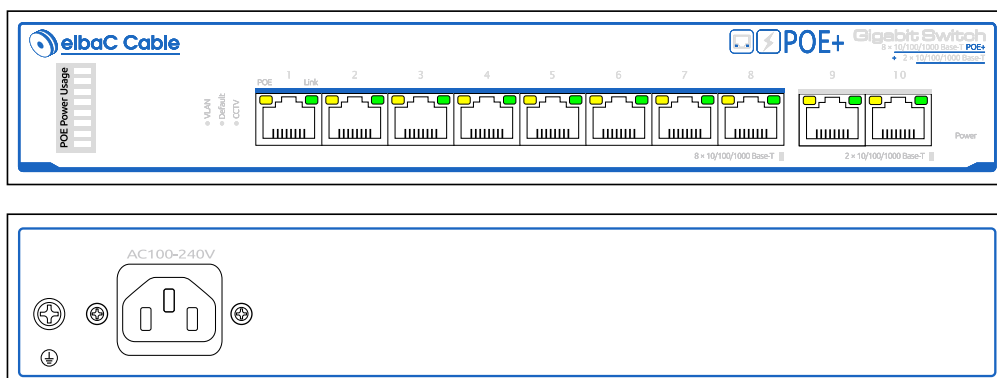 elbaC Cable
POE+
Gigabit Switch
8 × 10/100/1000 Base-T POE+
+ 2 × 10/100/1000 Base-T
POE Power Usage
VLAN
Default
CCTV
POE
Link
1 2 3 4 5 6 7 8 9 10
Power
8 × 10/100/1000 Base-T
2 × 10/100/1000 Base-T
AC100-240V